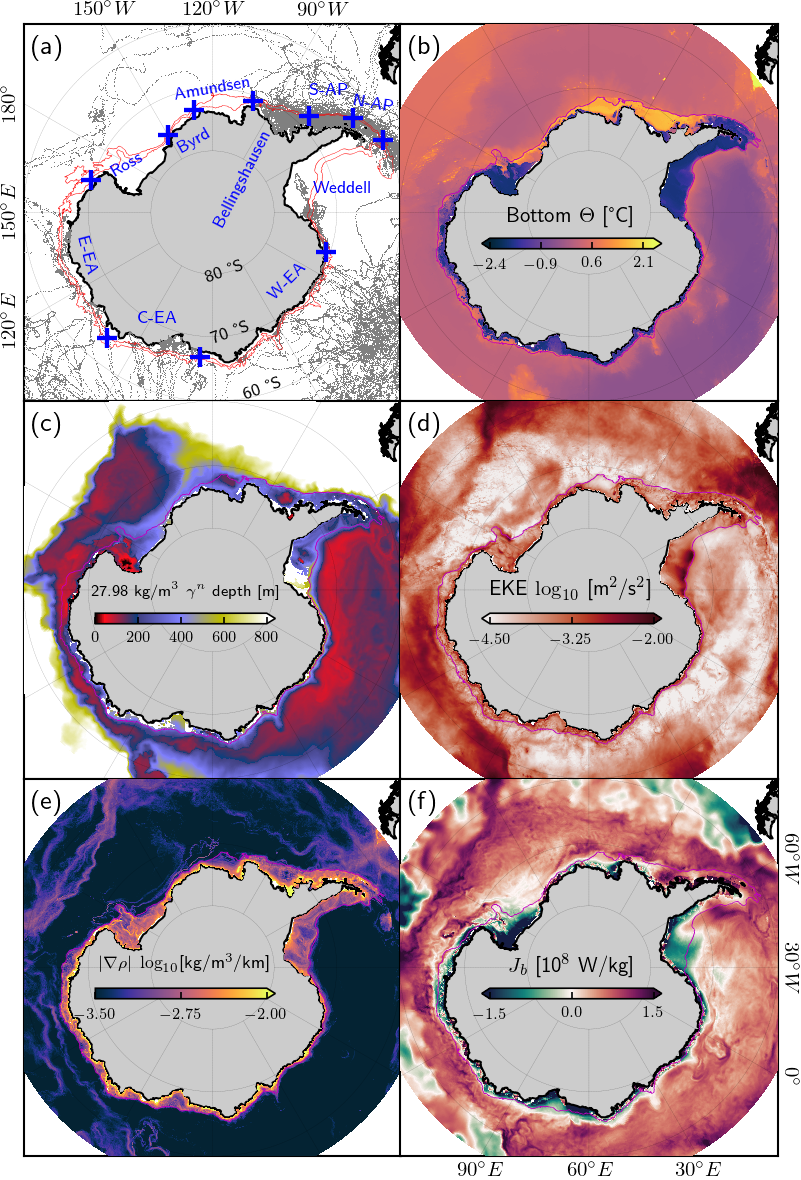 150°W 120°W 90°W
(a)
180°
150° E
120° E
Amundsen
S-AP
N-AP
Ross
Byrd
Bellingshausen
Weddell
E-EA
80 °S
W-EA
C-EA
70 °S
60 °S
(b)
Bottom Θ [°C]
−2.4 −0.9 0.6 2.1
(c)
27.98 kg/m³ γⁿ depth [m]
0 200 400 600 800
(d)
EKE log₁₀ [m²/s²]
−4.50 −3.25 −2.00
(e)
|∇ρ| log₁₀[kg/m³/km]
−3.50 −2.75 −2.00
(f)
J_b [10⁸ W/kg]
−1.5 0.0 1.5
60°W
30°W
0°
90°E 60°E 30°E